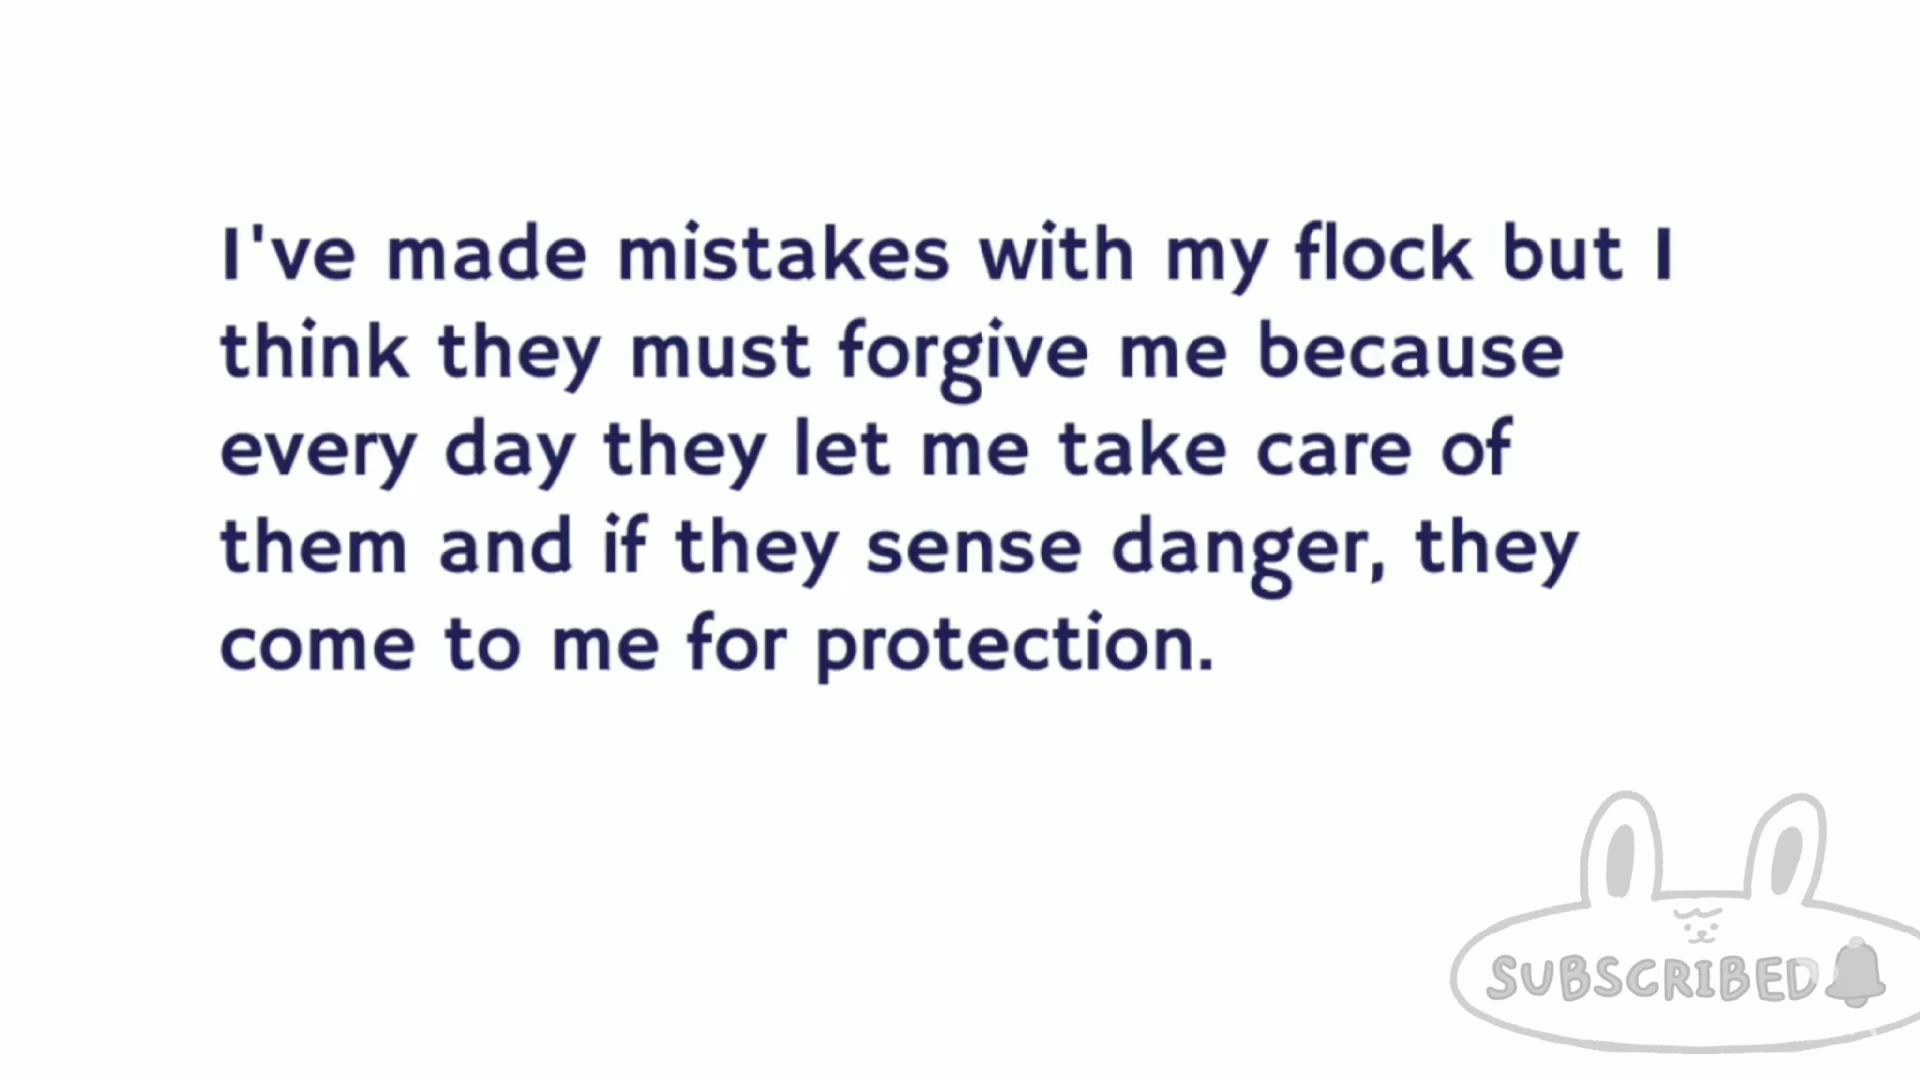 I've made mistakes with my flock but I
think they must forgive me because
every day they let me take care of
them and if they sense danger, they
come to me for protection.
SUBSCRIBED